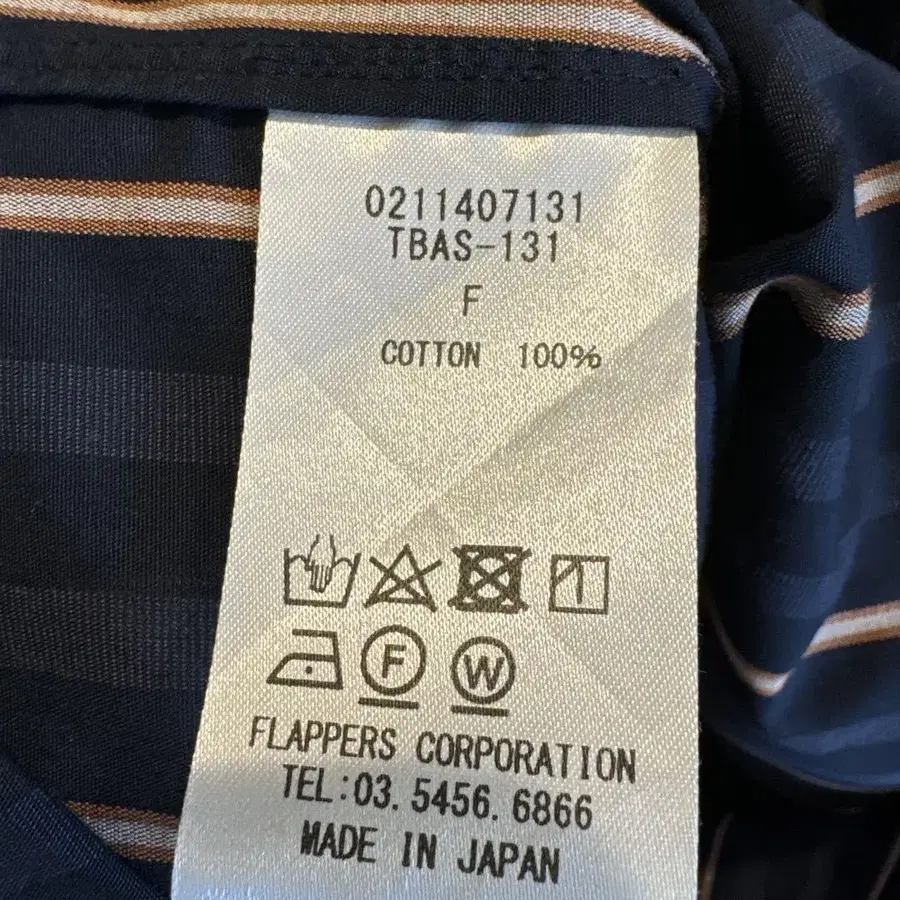 0211407131
TBAS-131
F
COTTON 100%
F W
FLAPPERS CORPORATION
TEL:03.5456.6866
MADE IN JAPAN